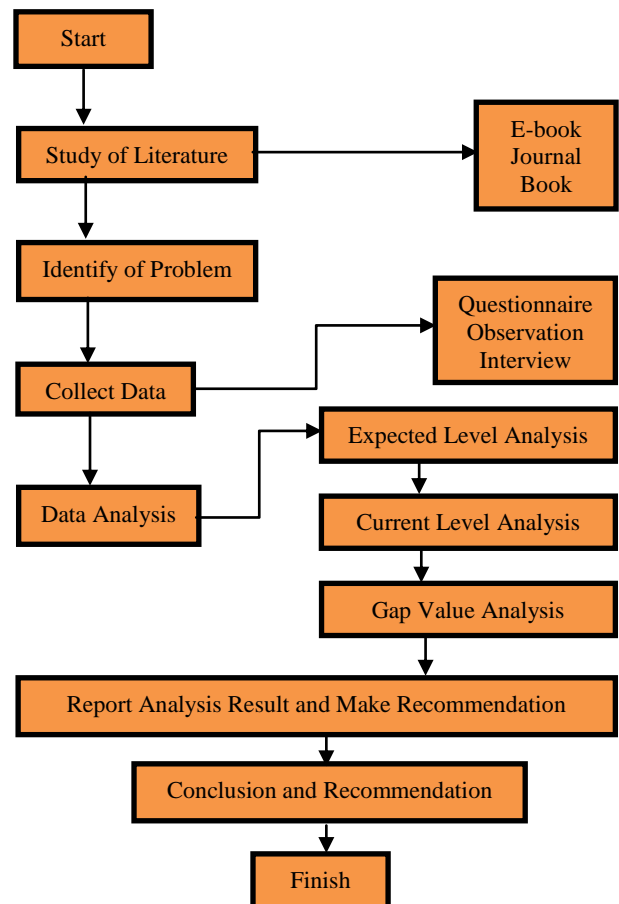 Start
Study of Literature
E-book
Journal
Book
Identify of Problem
Questionnaire
Observation
Interview
Collect Data
Expected Level Analysis
Data Analysis
Current Level Analysis
Gap Value Analysis
Report Analysis Result and Make Recommendation
Conclusion and Recommendation
Finish